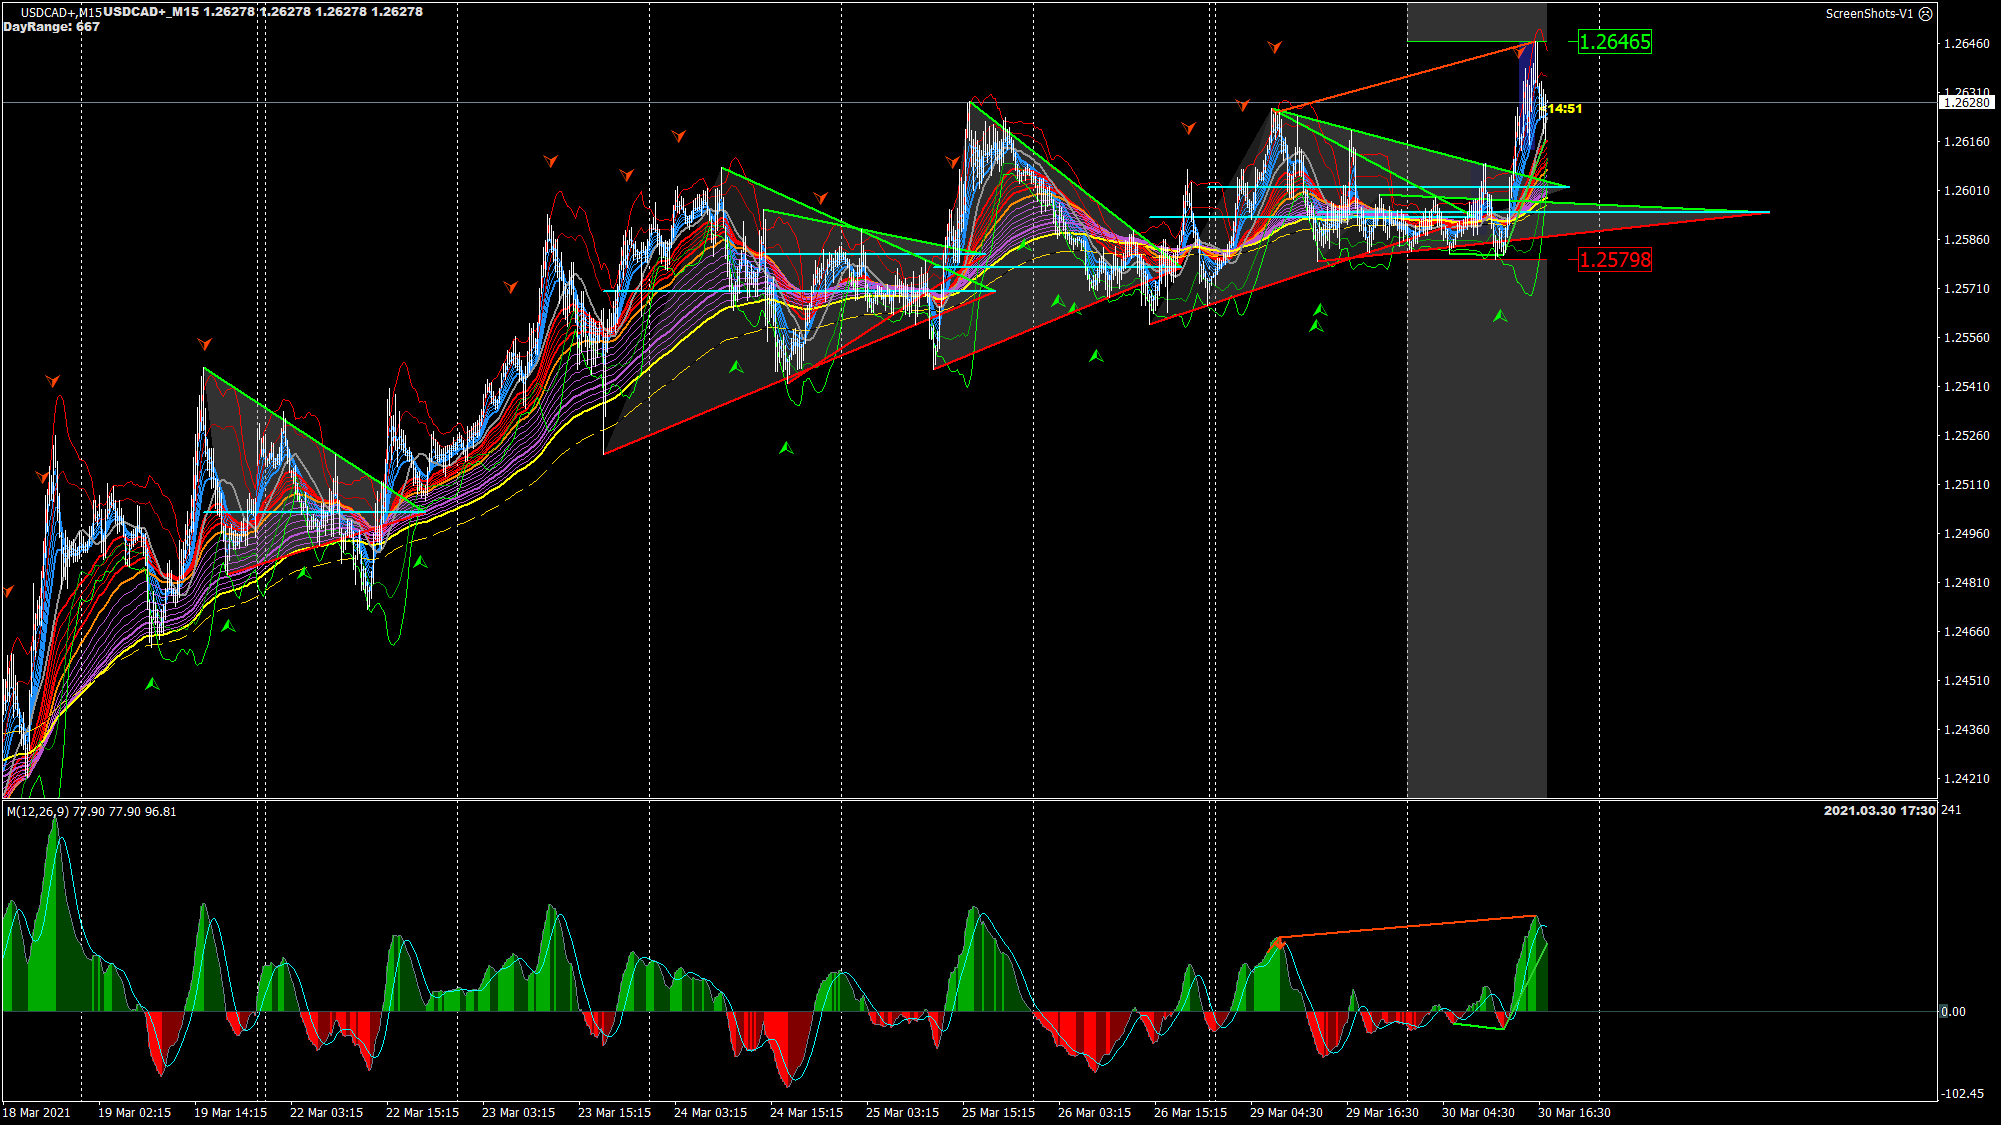 USDCAD+,M15USDCAD+_M15 1.26278 1.26278 1.26278 1.26278
DayRange: 667
ScreenShots-V1 ☹
1.26465
1.26460
1.26310
1.26280
14:51
1.26160
1.26010
1.25860
1.25798
1.25710
1.25560
1.25410
1.25260
1.25110
1.24960
1.24810
1.24660
1.24510
1.24360
1.24210
M(12,26,9) 77.90 77.90 96.81
2021.03.30 17:30
241
0.00
-102.45
18 Mar 2021
19 Mar 02:15
19 Mar 14:15
22 Mar 03:15
22 Mar 15:15
23 Mar 03:15
23 Mar 15:15
24 Mar 03:15
24 Mar 15:15
25 Mar 03:15
25 Mar 15:15
26 Mar 03:15
26 Mar 15:15
29 Mar 04:30
29 Mar 16:30
30 Mar 04:30
30 Mar 16:30